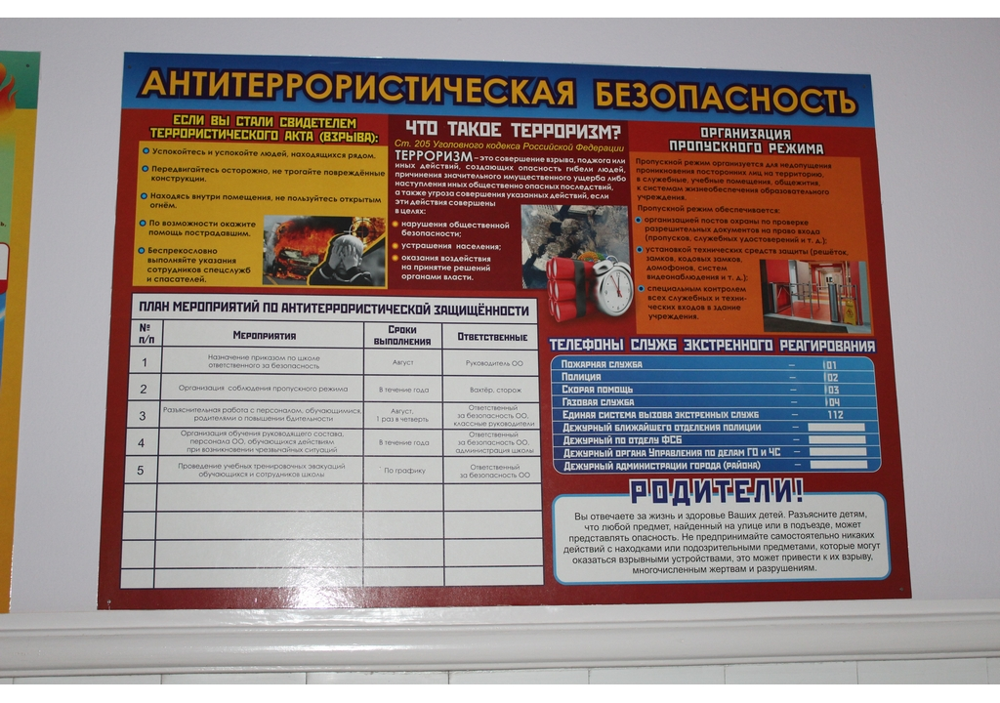 АНТИТЕРРОРИСТИЧЕСКАЯ БЕЗОПАСНОСТЬ
ЕСЛИ ВЫ СТАЛИ СВИДЕТЕЛЕМ
ТЕРРОРИСТИЧЕСКОГО АКТА (ВЗРЫВА):
Успокойтесь и успокойте людей, находящихся рядом.
Передвигайтесь осторожно, не трогайте повреждённые
конструкции.
Находясь внутри помещения, не пользуйтесь открытым
огнём.
По возможности окажите
помощь пострадавшим.
Беспрекословно
выполняйте указания
сотрудников спецслужб
и спасателей.
ЧТО ТАКОЕ ТЕРРОРИЗМ?
Ст. 205 Уголовного кодекса Российской Федерации
ТЕРРОРИЗМ – это совершение взрыва, поджога или
иных действий, создающих опасность гибели людей,
причинения значительного имущественного ущерба либо
наступления иных общественно опасных последствий,
а также угроза совершения указанных действий, если
эти действия совершены
в целях:
нарушения общественной
безопасности;
устрашения населения;
оказания воздействия
на принятие решений
органами власти.
ОРГАНИЗАЦИЯ
ПРОПУСКНОГО РЕЖИМА
Пропускной режим организуется для недопущения
проникновения посторонних лиц на территорию,
в служебные, учебные помещения, общежития,
к системам жизнеобеспечения образовательного
учреждения.
Пропускной режим обеспечивается:
организацией постов охраны по проверке
разрешительных документов на право входа
(пропусков, служебных удостоверений и т. д.);
установкой технических средств защиты (решёток,
замков, кодовых замков,
домофонов, систем
видеонаблюдения и т. д.);
специальным контролем
всех служебных и техни-
ческих входов в здание
учреждения.
ПЛАН МЕРОПРИЯТИЙ ПО АНТИТЕРРОРИСТИЧЕСКОЙ ЗАЩИЩЁННОСТИ
№ п/п Мероприятия Сроки выполнения Ответственные
1 Назначение приказом по школе ответственного за безопасность Август Руководитель ОО
2 Организация соблюдения пропускного режима В течение года Вахтёр, сторож
3 Разъяснительная работа с персоналом, обучающимися, родителями о повышении бдительности Август, 1 раз в четверть Ответственный за безопасность ОО, классные руководители
4 Организация обучения руководящего состава, персонала ОО, обучающихся действиям при возникновении чрезвычайных ситуаций В течение года Ответственный за безопасность ОО, администрация школы
5 Проведение учебных тренировочных эвакуаций обучающихся и сотрудников школы По графику Ответственный за безопасность ОО
ТЕЛЕФОНЫ СЛУЖБ ЭКСТРЕННОГО РЕАГИРОВАНИЯ
Пожарная служба – 101
Полиция – 102
Скорая помощь – 103
Газовая служба – 104
Единая система вызова экстренных служб – 112
Дежурный ближайшего отделения полиции –
Дежурный по отделу ФСБ –
Дежурный органа Управления по делам ГО и ЧС –
Дежурный администрации города (района) –
РОДИТЕЛИ!
Вы отвечаете за жизнь и здоровье Ваших детей. Разъясните детям,
что любой предмет, найденный на улице или в подъезде, может
представлять опасность. Не предпринимайте самостоятельно никаких
действий с находками или подозрительными предметами, которые могут
оказаться взрывными устройствами, это может привести к их взрыву,
многочисленным жертвам и разрушениям.